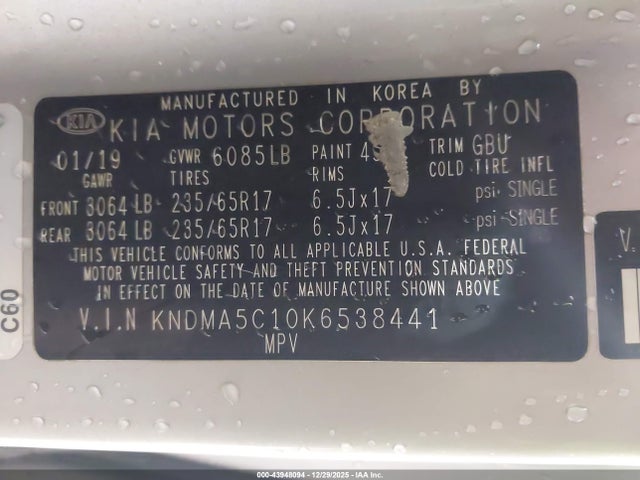 MANUFACTURED IN KOREA BY
KIA KIA MOTORS CORPORATION
01/19 GVWR 6085LB PAINT TRIM GBU
GAWR TIRES RIMS COLD TIRE INFL
FRONT 3064 LB 235/65R17 6.5Jx17 psi SINGLE
REAR 3064 LB 235/65R17 6.5Jx17 psi SINGLE
THIS VEHICLE CONFORMS TO ALL APPLICABLE U.S.A. FEDERAL
MOTOR VEHICLE SAFETY AND THEFT PREVENTION STANDARDS
IN EFFECT ON THE DATE OF MANUFACTURE SHOWN ABOVE
V.I.N KNDMA5C10K6538441
MPV
C60
V.
000-43948094 - 12/29/2025 - IAA Inc.